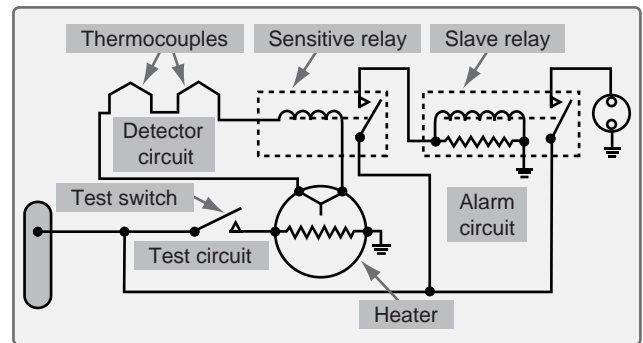 Thermocouples
Sensitive relay
Slave relay
Detector
circuit
Test switch
Alarm
circuit
Test circuit
Heater